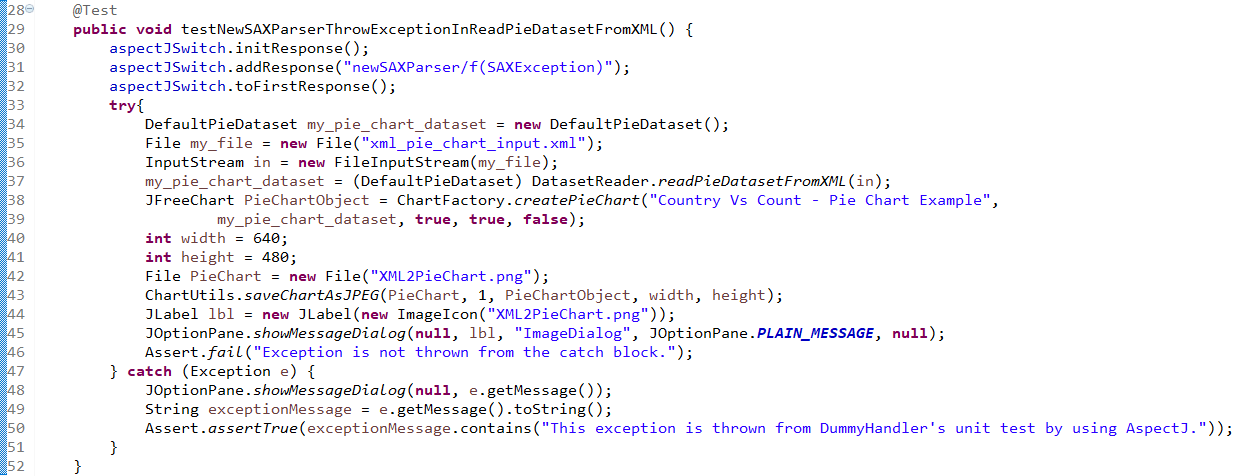 28 @Test
29 public void testNewSAXParserThrowExceptionInReadPieDatasetFromXML() {
30 aspectJSwitch.initResponse();
31 aspectJSwitch.addResponse("newSAXParser/f(SAXException)");
32 aspectJSwitch.toFirstResponse();
33 try{
34 DefaultPieDataset my_pie_chart_dataset = new DefaultPieDataset();
35 File my_file = new File("xml_pie_chart_input.xml");
36 InputStream in = new FileInputStream(my_file);
37 my_pie_chart_dataset = (DefaultPieDataset) DatasetReader.readPieDatasetFromXML(in);
38 JFreeChart PieChartObject = ChartFactory.createPieChart("Country Vs Count - Pie Chart Example",
39 my_pie_chart_dataset, true, true, false);
40 int width = 640;
41 int height = 480;
42 File PieChart = new File("XML2PieChart.png");
43 ChartUtils.saveChartAsJPEG(PieChart, 1, PieChartObject, width, height);
44 JLabel lbl = new JLabel(new ImageIcon("XML2PieChart.png"));
45 JOptionPane.showMessageDialog(null, lbl, "ImageDialog", JOptionPane.PLAIN_MESSAGE, null);
46 Assert.fail("Exception is not thrown from the catch block.");
47 } catch (Exception e) {
48 JOptionPane.showMessageDialog(null, e.getMessage());
49 String exceptionMessage = e.getMessage().toString();
50 Assert.assertTrue(exceptionMessage.contains("This exception is thrown from DummyHandler's unit test by using AspectJ."));
51 }
52 }